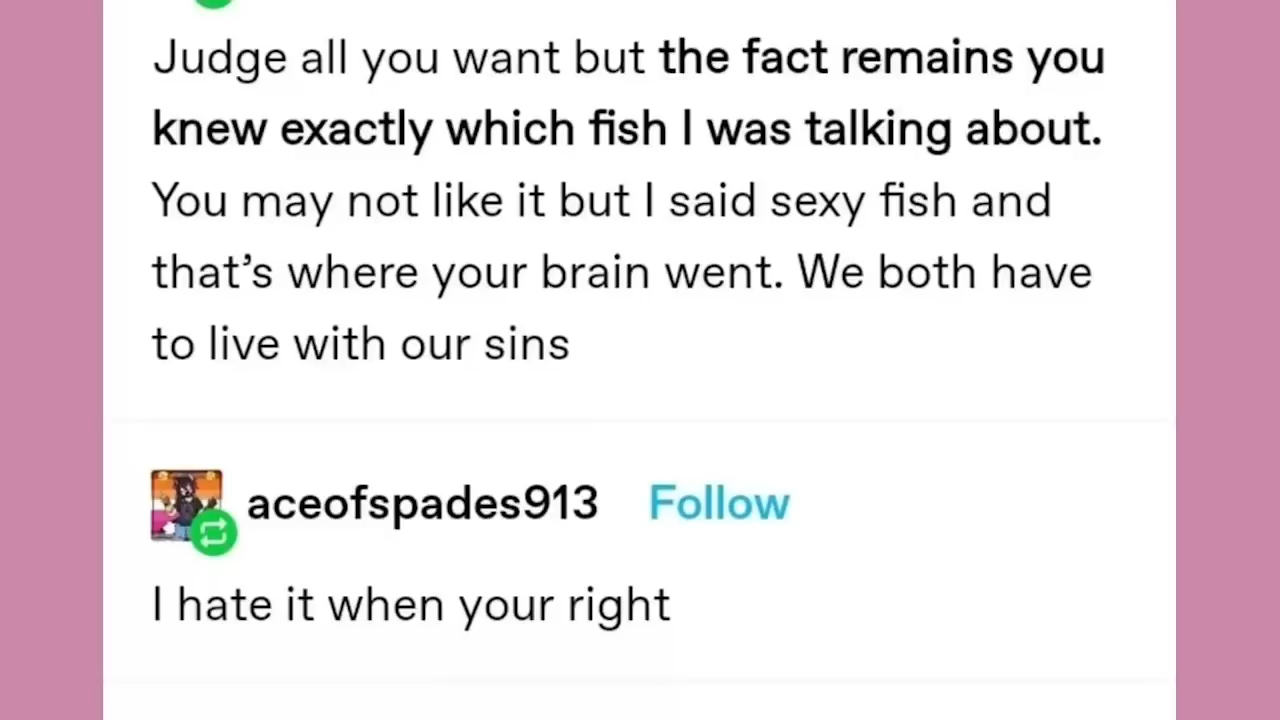 Judge all you want but the fact remains you
knew exactly which fish I was talking about.
You may not like it but I said sexy fish and
that’s where your brain went. We both have
to live with our sins
aceofspades913 Follow
I hate it when your right